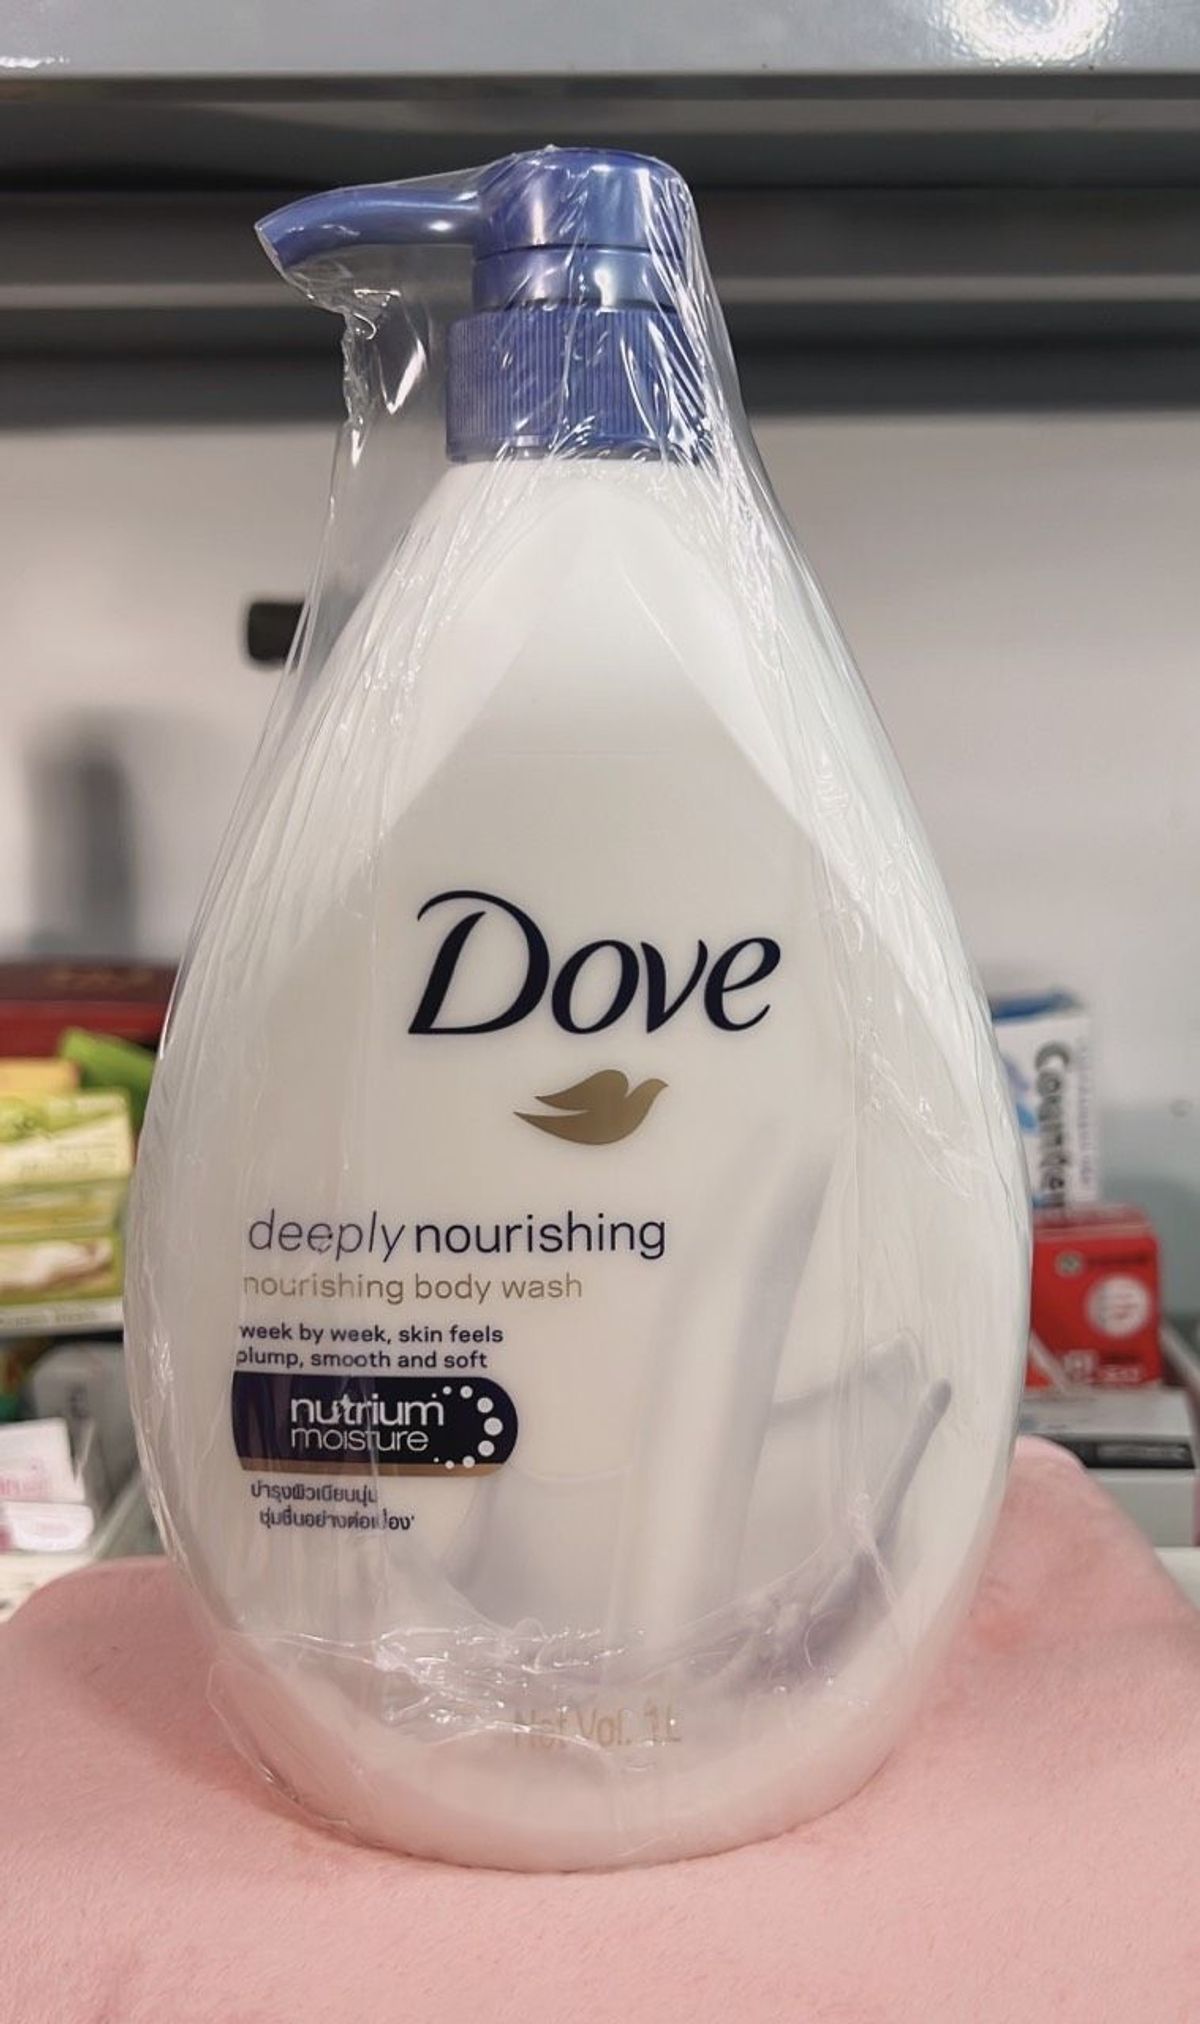 Dove
deeply nourishing
nourishing body wash
week by week, skin feels
plump, smooth and soft
nutrium
moisture
บำรุงผิวเนียนนุ่ม
ชุ่มชื่นอย่างต่อเนื่อง*
Net Vol. 1L
Counter